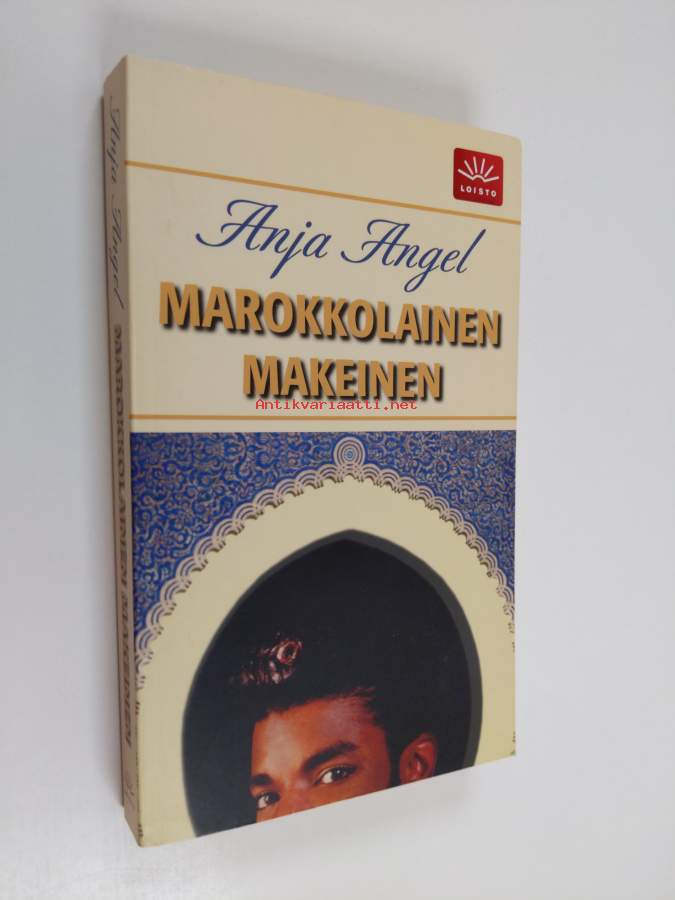 LOISTO
Anja Angel
MAROKKOLAINEN
MAKEINEN
Antikvariaatti.net
Anja Angel MAROKKOLAINEN MAKEINEN